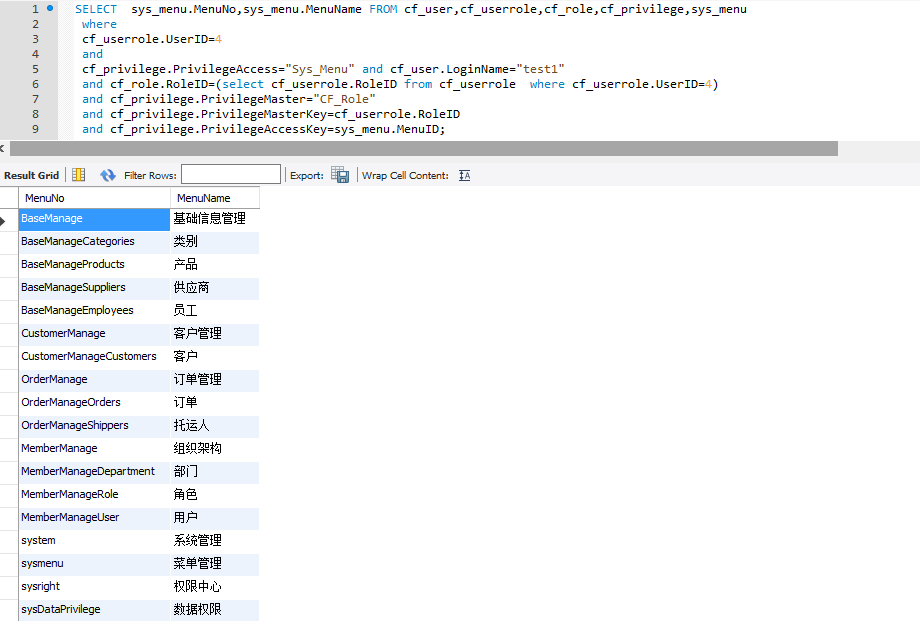 1 SELECT sys_menu.MenuNo,sys_menu.MenuName FROM cf_user,cf_userrole,cf_role,cf_privilege,sys_menu
2 where
3 cf_userrole.UserID=4
4 and
5 cf_privilege.PrivilegeAccess="Sys_Menu" and cf_user.LoginName="test1"
6 and cf_role.RoleID=(select cf_userrole.RoleID from cf_userrole where cf_userrole.UserID=4)
7 and cf_privilege.PrivilegeMaster="CF_Role"
8 and cf_privilege.PrivilegeMasterKey=cf_userrole.RoleID
9 and cf_privilege.PrivilegeAccessKey=sys_menu.MenuID;
Result Grid Filter Rows: Export: Wrap Cell Content: IA
MenuNo MenuName
BaseManage 基础信息管理
BaseManageCategories 类别
BaseManageProducts 产品
BaseManageSuppliers 供应商
BaseManageEmployees 员工
CustomerManage 客户管理
CustomerManageCustomers 客户
OrderManage 订单管理
OrderManageOrders 订单
OrderManageShippers 托运人
MemberManage 组织架构
MemberManageDepartment 部门
MemberManageRole 角色
MemberManageUser 用户
system 系统管理
sysmenu 菜单管理
sysright 权限中心
sysDataPrivilege 数据权限